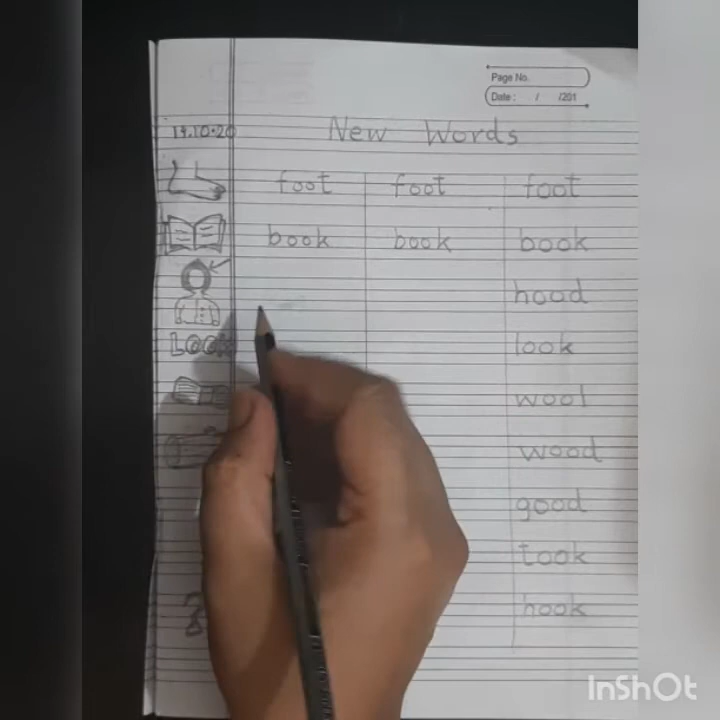 Page No.
Date : / /201
19.10.20 New Words
foot foot foot
book book book
hood
LOOK look
wool
wood
good
took
hook
InShOt